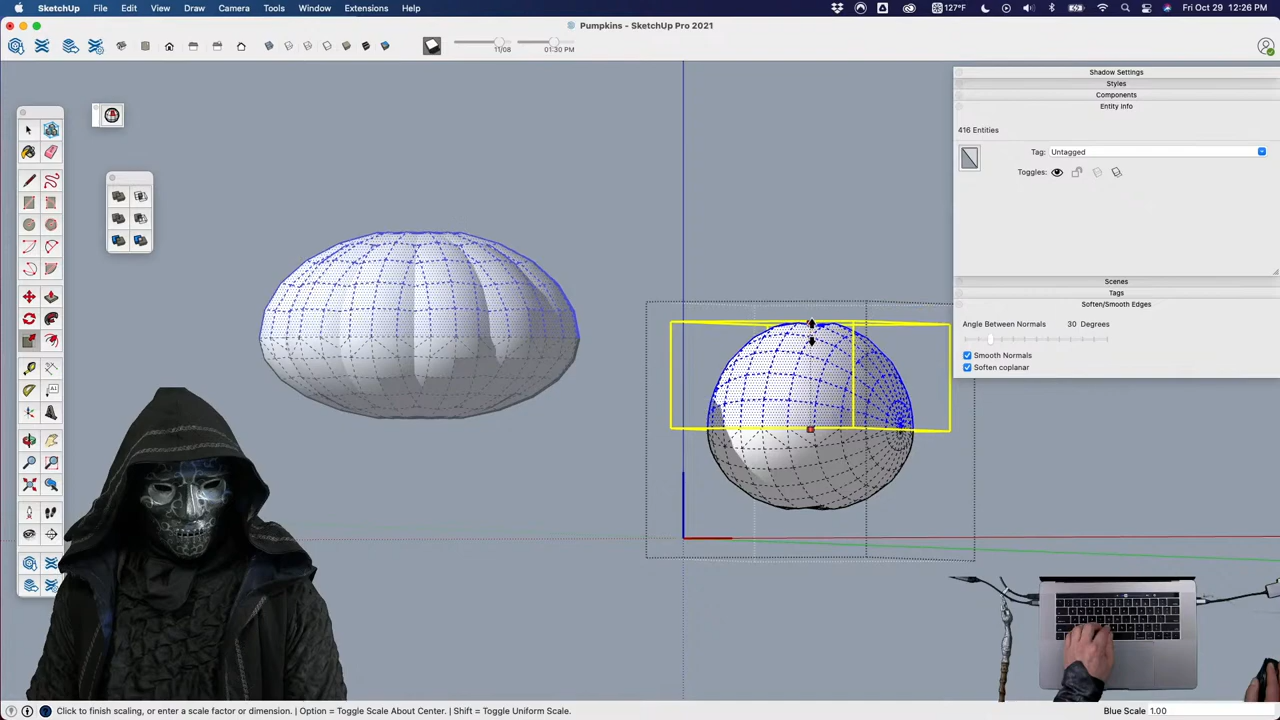 SketchUp File Edit View Draw Camera Tools Window Extensions Help
127°F Fri Oct 29 12:26 PM
Pumpkins - SketchUp Pro 2021
11/08 01:30 PM
Shadow Settings
Styles
Components
Entity Info
416 Entities
Tag: Untagged
Toggles:
Scenes
Tags
Soften/Smooth Edges
Angle Between Normals 30 Degrees
Smooth Normals
Soften coplanar
Click to finish scaling, or enter a scale factor or dimension. | Option = Toggle Scale About Center. | Shift = Toggle Uniform Scale.
Blue Scale 1.00